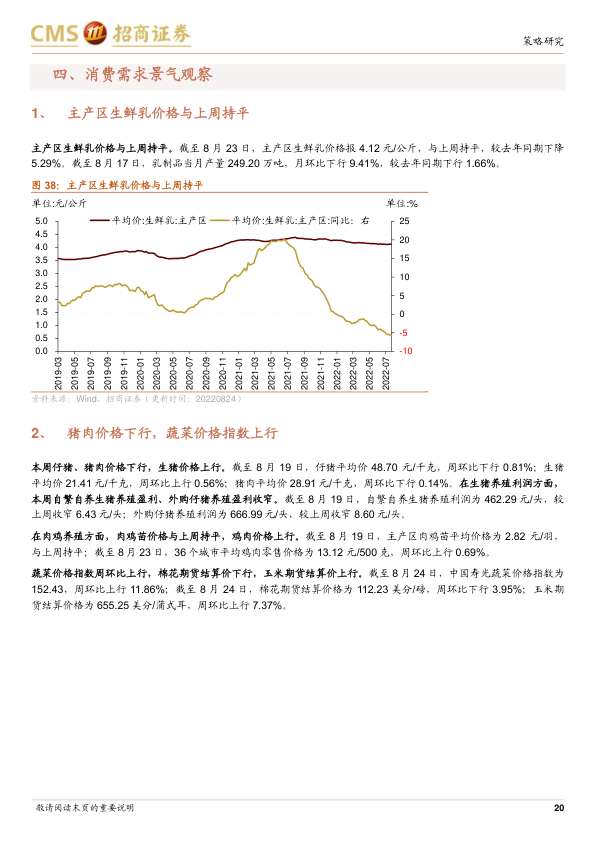 CMS 招商证券
策略研究
四、消费需求景气观察
1、 主产区生鲜乳价格与上周持平
主产区生鲜乳价格与上周持平。截至 8 月 23 日，主产区生鲜乳价格报 4.12 元/公斤，与上周持平，较去年同期下降
5.29%。截至 8 月 17 日，乳制品当月产量 249.20 万吨，月环比下行 9.41%，较去年同期下行 1.66%。
图 38：主产区生鲜乳价格与上周持平
单位:元/公斤 单位:%
平均价:生鲜乳:主产区 平均价:生鲜乳:主产区:同比：右
5.0 25
4.5
4.0 20
3.5 15
3.0 10
2.5
2.0 5
1.5 0
1.0
0.5 -5
0.0 -10
2019-03 2019-05 2019-07 2019-09 2019-11 2020-01 2020-03 2020-05 2020-07 2020-09 2020-11 2021-01 2021-03 2021-05 2021-07 2021-09 2021-11 2022-01 2022-03 2022-05 2022-07
资料来源：Wind，招商证券（更新时间：20220824）
2、 猪肉价格下行，蔬菜价格指数上行
本周仔猪、猪肉价格下行，生猪价格上行。截至 8 月 19 日，仔猪平均价 48.70 元/千克，周环比下行 0.81%；生猪
平均价 21.41 元/千克，周环比上行 0.56%；猪肉平均价 28.91 元/千克，周环比下行 0.14%。在生猪养殖利润方面，
本周自繁自养生猪养殖盈利、外购仔猪养殖盈利收窄。截至 8 月 19 日，自繁自养生猪养殖利润为 462.29 元/头，较
上周收窄 6.43 元/头；外购仔猪养殖利润为 666.99 元/头，较上周收窄 8.60 元/头。
在肉鸡养殖方面，肉鸡苗价格与上周持平，鸡肉价格上行。截至 8 月 19 日，主产区肉鸡苗平均价格为 2.82 元/羽，
与上周持平；截至 8 月 23 日，36 个城市平均鸡肉零售价格为 13.12 元/500 克，周环比上行 0.69%。
蔬菜价格指数周环比上行，棉花期货结算价下行，玉米期货结算价上行。截至 8 月 24 日，中国寿光蔬菜价格指数为
152.43，周环比上行 11.86%；截至 8 月 24 日，棉花期货结算价格为 112.23 美分/磅，周环比下行 3.95%；玉米期
货结算价格为 655.25 美分/蒲式耳，周环比上行 7.37%。
敬请阅读末页的重要说明
20